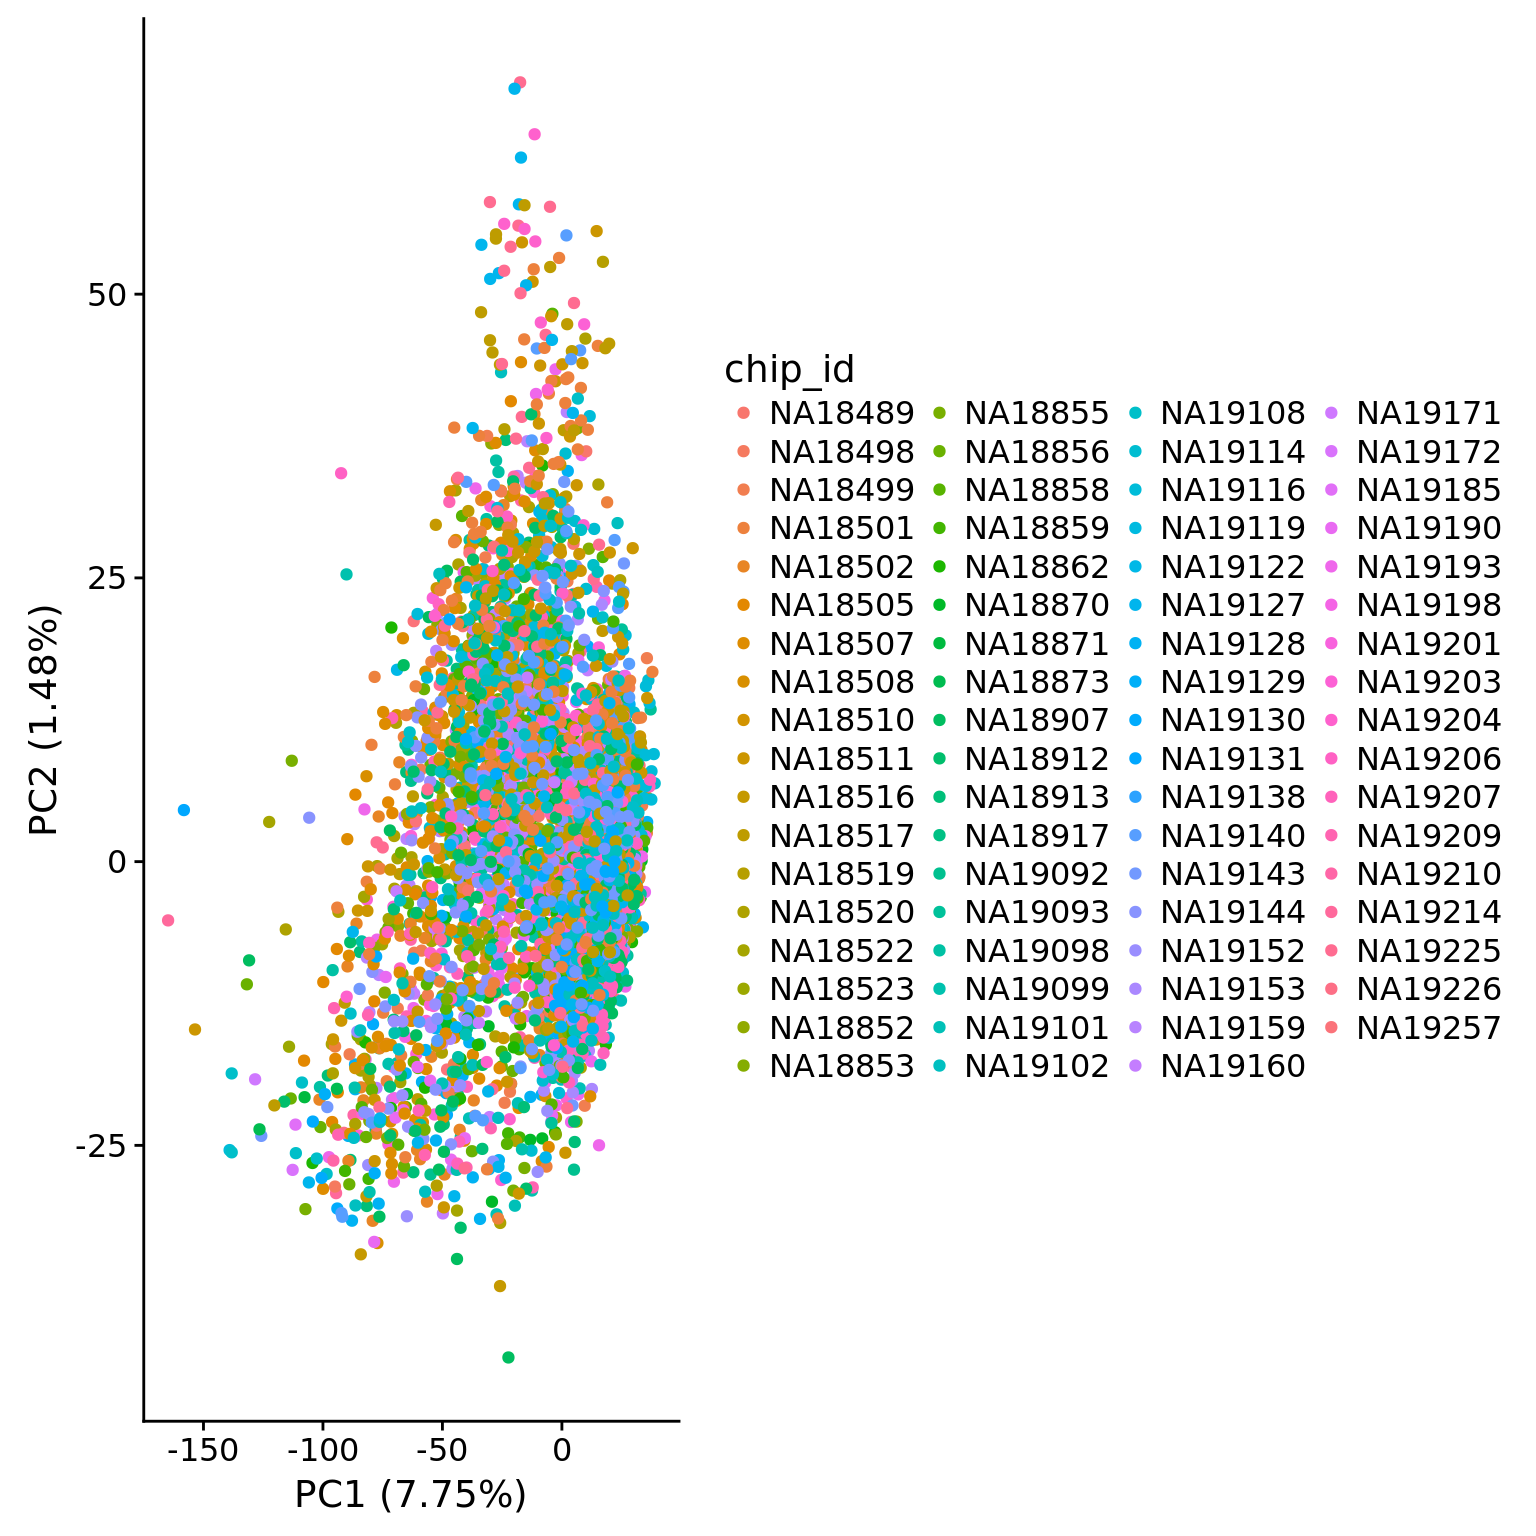 50
25
0
-25
PC2 (1.48%)
-150 -100 -50 0
PC1 (7.75%)
chip_id
NA18489 NA18855 NA19108 NA19171
NA18498 NA18856 NA19114 NA19172
NA18499 NA18858 NA19116 NA19185
NA18501 NA18859 NA19119 NA19190
NA18502 NA18862 NA19122 NA19193
NA18505 NA18870 NA19127 NA19198
NA18507 NA18871 NA19128 NA19201
NA18508 NA18873 NA19129 NA19203
NA18510 NA18907 NA19130 NA19204
NA18511 NA18912 NA19131 NA19206
NA18516 NA18913 NA19138 NA19207
NA18517 NA18917 NA19140 NA19209
NA18519 NA19092 NA19143 NA19210
NA18520 NA19093 NA19144 NA19214
NA18522 NA19098 NA19152 NA19225
NA18523 NA19099 NA19153 NA19226
NA18852 NA19101 NA19159 NA19257
NA18853 NA19102 NA19160